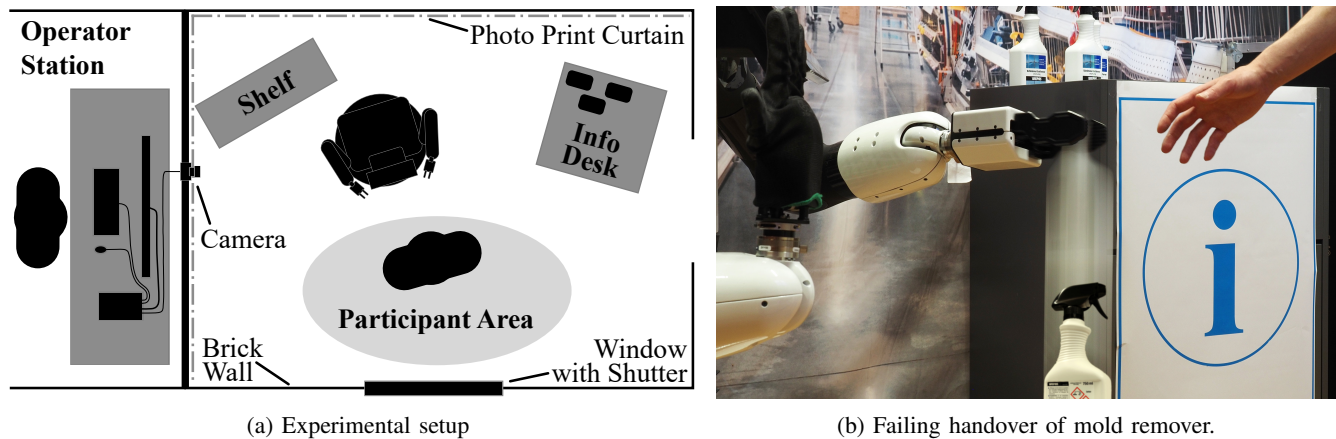 Operator
Station
Photo Print Curtain
Shelf
Info
Desk
Camera
Participant Area
Brick
Wall
Window
with Shutter
i
(a) Experimental setup
(b) Failing handover of mold remover.